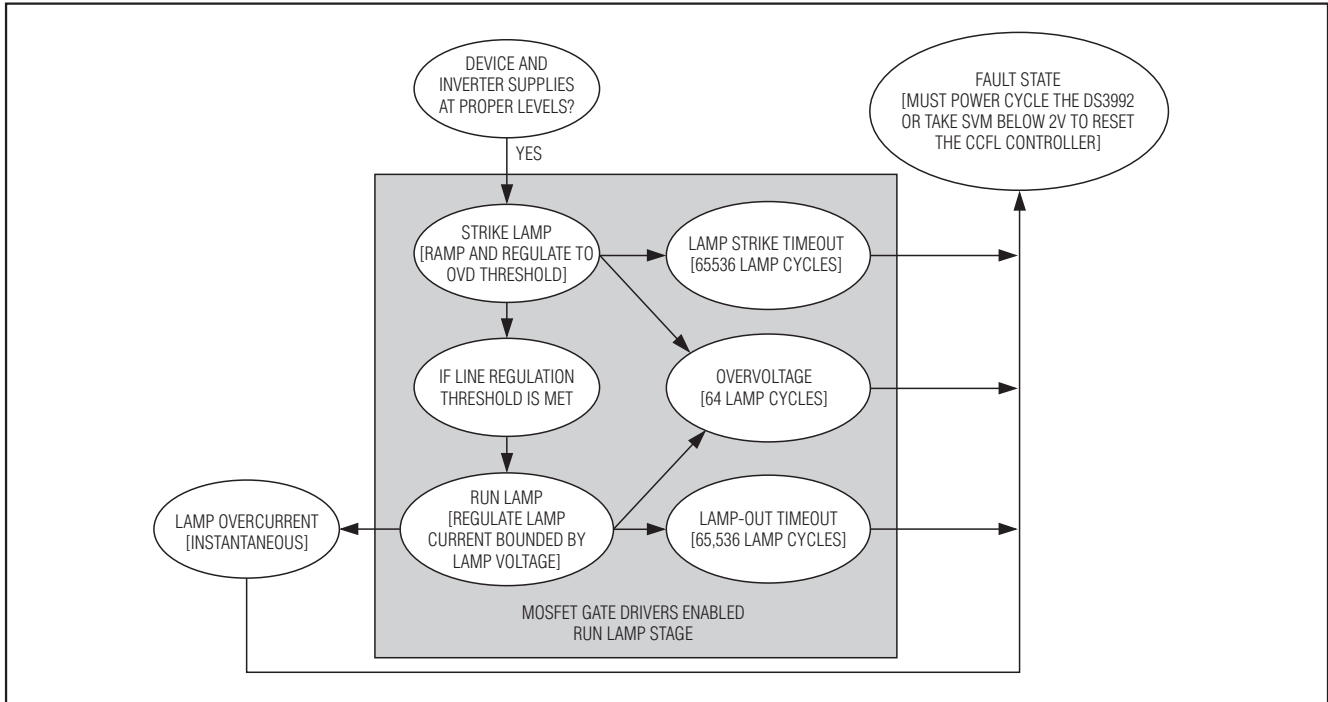 DEVICE AND
INVERTER SUPPLIES
AT PROPER LEVELS?
YES
FAULT STATE
[MUST POWER CYCLE THE DS3992
OR TAKE SVM BELOW 2V TO RESET
THE CCFL CONTROLLER]
STRIKE LAMP
[RAMP AND REGULATE TO
OVD THRESHOLD]
LAMP STRIKE TIMEOUT
[65536 LAMP CYCLES]
IF LINE REGULATION
THRESHOLD IS MET
OVERVOLTAGE
[64 LAMP CYCLES]
LAMP OVERCURRENT
[INSTANTANEOUS]
RUN LAMP
[REGULATE LAMP
CURRENT BOUNDED BY
LAMP VOLTAGE]
LAMP-OUT TIMEOUT
[65,536 LAMP CYCLES]
MOSFET GATE DRIVERS ENABLED
RUN LAMP STAGE